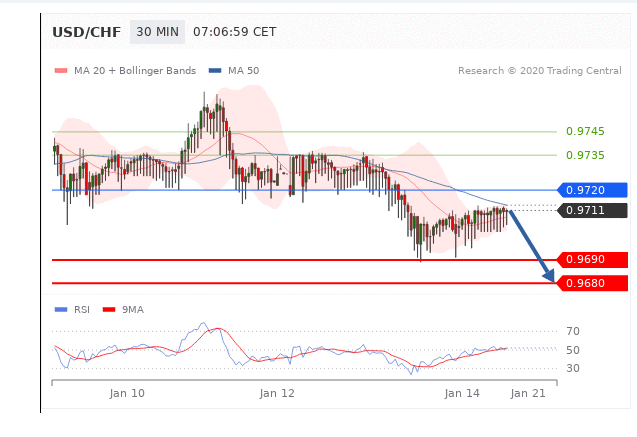 USD/CHF 30 MIN 07:06:59 CET
MA 20 + Bollinger Bands MA 50 Research © 2020 Trading Central
0.9745
0.9735
0.9720
0.9711
0.9690
0.9680
RSI 9MA
70
50
30
Jan 10 Jan 12 Jan 14 Jan 21